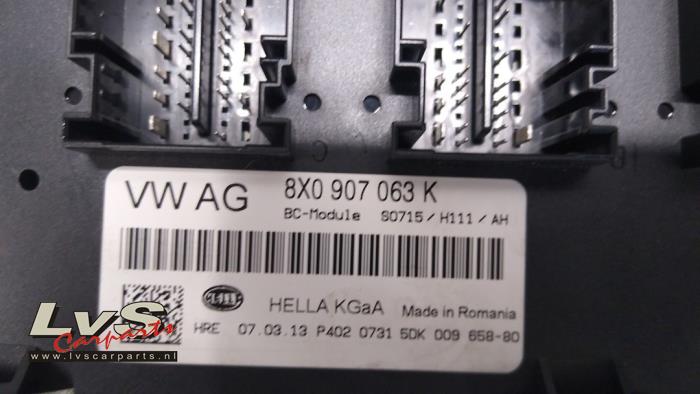 VW AG 8X0 907 063 K
BC-Module S0715 / H111 / AH
HELLA
HELLA KGaA Made in Romania
HRE 07.03.13 P402 0731 5DK 009 658-80
LvS
Carparts
www.lvscarparts.nl